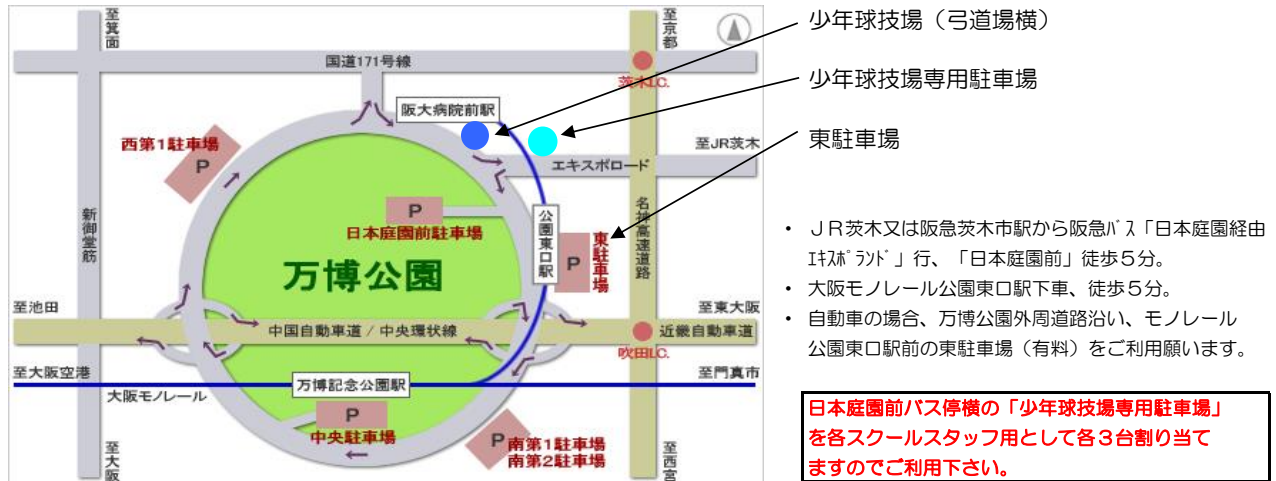 至箕面
至京都
国道171号線
茨木I.C.
阪大病院前駅
西第1駐車場
P
至JR茨木
エキスポロード
新御堂筋
P
日本庭園前駐車場
公園東口駅
P
東駐車場
名神高速道路
万博公園
至池田
至東大阪
中国自動車道 / 中央環状線
近畿自動車道
吹田I.C.
至大阪空港
万博記念公園駅
至門真市
大阪モノレール
P
中央駐車場
P
南第1駐車場
南第2駐車場
至大阪
至西宮
少年球技場（弓道場横）
少年球技場専用駐車場
東駐車場
・ ＪＲ茨木又は阪急茨木市駅から阪急ﾊﾞｽ「日本庭園経由
ｴｷｽﾎﾟﾗﾝﾄﾞ」行、「日本庭園前」徒歩５分。
・ 大阪モノレール公園東口駅下車、徒歩５分。
・ 自動車の場合、万博公園外周道路沿い、モノレール
公園東口駅前の東駐車場（有料）をご利用願います。
日本庭園前バス停横の「少年球技場専用駐車場」
を各スクールスタッフ用として各３台割り当て
ますのでご利用下さい。